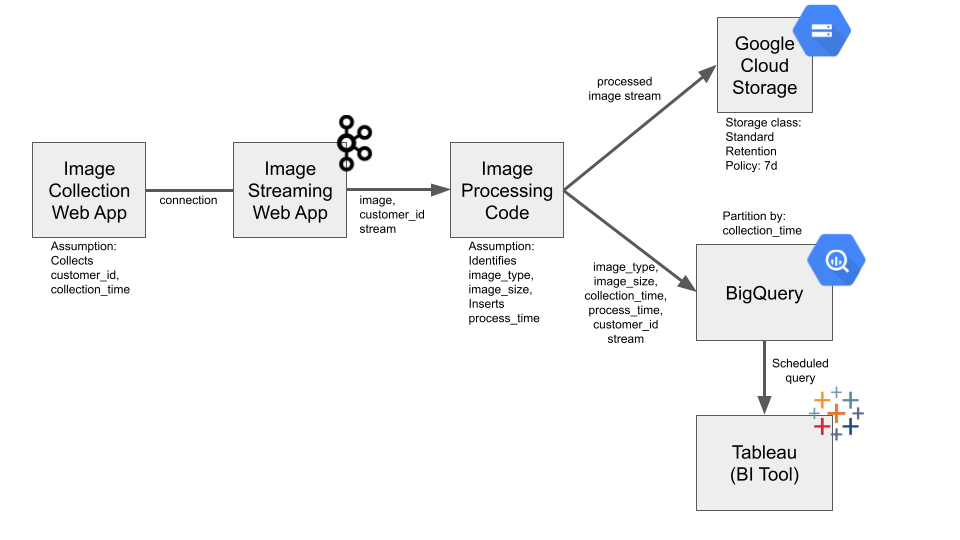 Image
Collection
Web App
Assumption:
Collects
customer_id,
collection_time
connection
Image
Streaming
Web App
image,
customer_id
stream
Image
Processing
Code
Assumption:
Identifies
image_type,
image_size,
Inserts
process_time
processed
image stream
Google
Cloud
Storage
Storage class:
Standard
Retention
Policy: 7d
image_type,
image_size,
collection_time,
process_time,
customer_id
stream
Partition by:
collection_time
BigQuery
Scheduled
query
Tableau
(BI Tool)